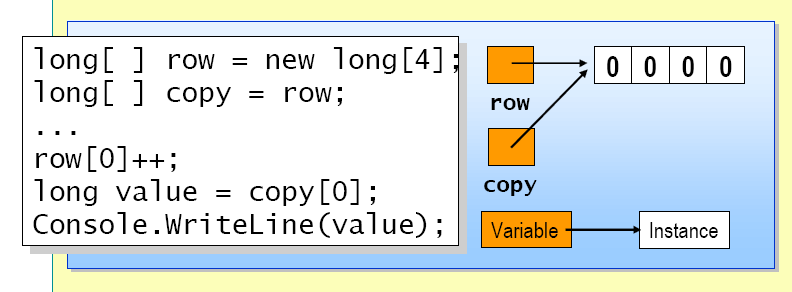 long[ ] row = new long[4];
long[ ] copy = row;
...
row[0]++;
long value = copy[0];
Console.WriteLine(value);
row
0 0 0 0
copy
Variable
Instance